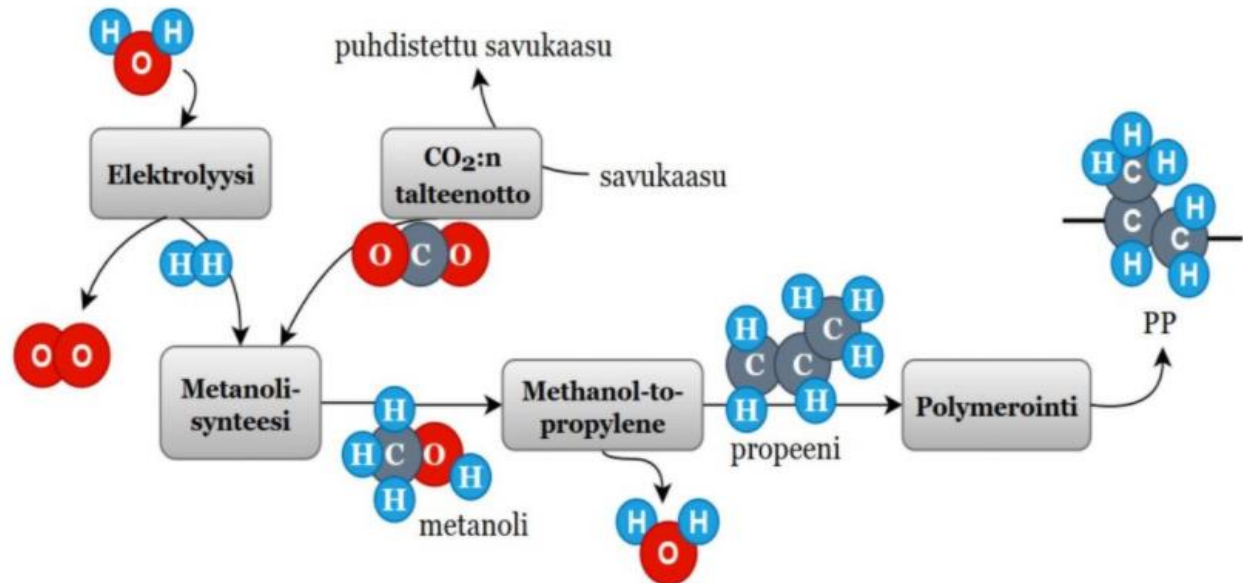 H H
O
puhdistettu savukaasu
Elektrolyysi
CO₂:n
talteenotto
savukaasu
H H
O C O
O O
H
H H
C
H
C
C
H H
H
PP
Metanoli-
synteesi
H
H C O
H
H
metanoli
Methanol-to-
propylene
H H
H
C
C C
H
H H
propeeni
Polymerointi
H H
O